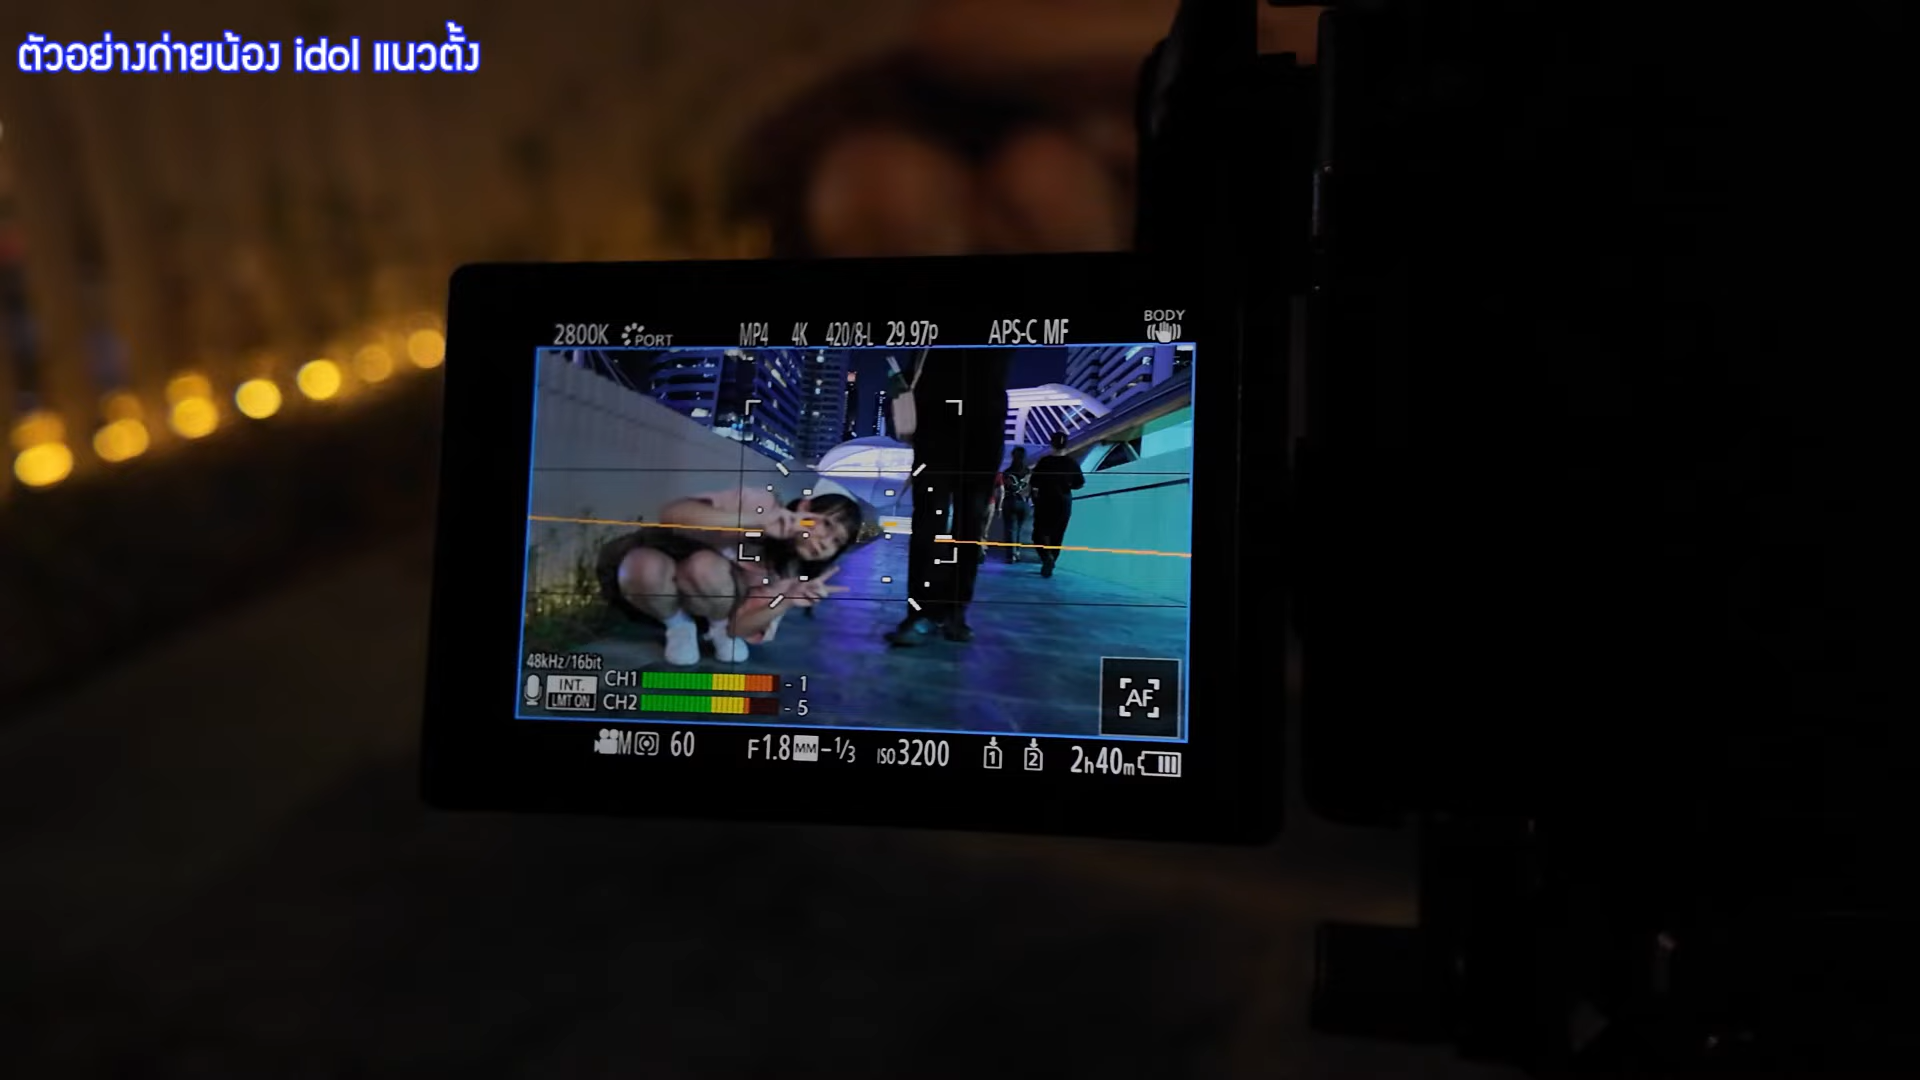 ตัวอย่างถ่ายน้อง idol แนวตั้ง
BODY
2800K PORT MP4 4K 420/8-L 29.97p APS-C MF
48kHz/16bit
INT. CH1 - 1
LMT ON CH2 - 5
AF
M 60 F1.8 MM -1/3 ISO3200 1 2 2h40m